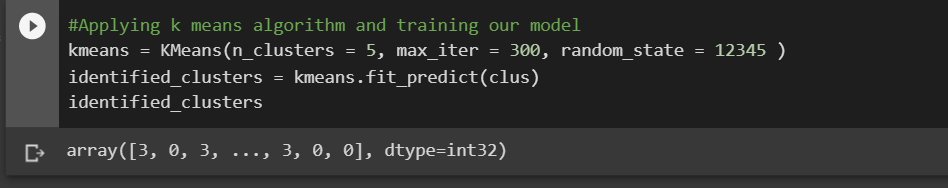 #Applying k means algorithm and training our model
kmeans = KMeans(n_clusters = 5, max_iter = 300, random_state = 12345 )
identified_clusters = kmeans.fit_predict(clus)
identified_clusters
array([3, 0, 3, ..., 3, 0, 0], dtype=int32)